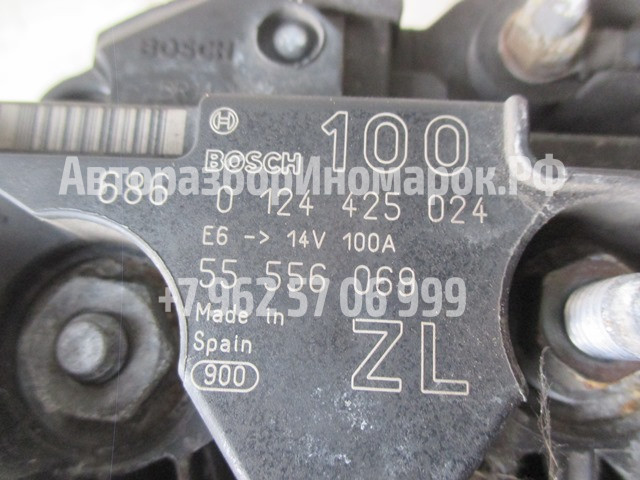 BOSCH
BOSCH 100
АвторазборИномарок.РФ
686 0 124 425 024
E6 -> 14V 100A
55 556 069
+7 962 57 06 999
Made in
Spain
ZL
900